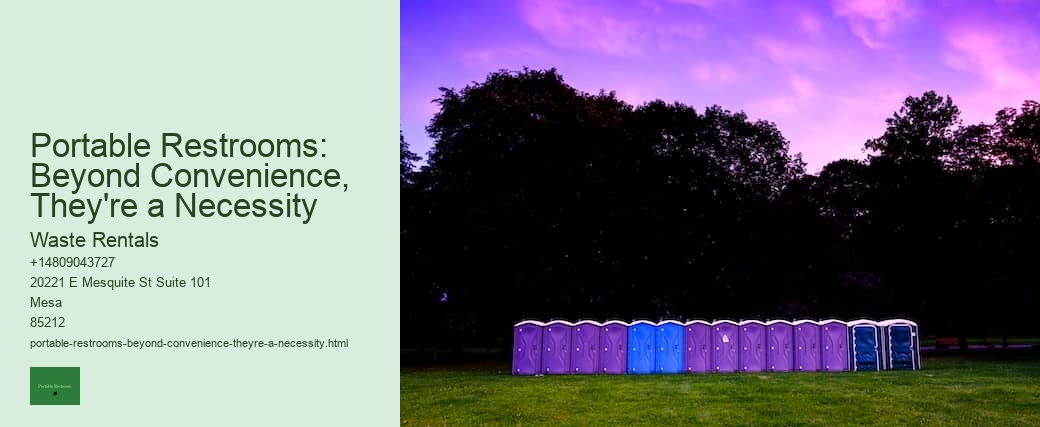 Portable Restrooms:
Beyond Convenience,
They're a Necessity
Waste Rentals
+14809043727
20221 E Mesquite St Suite 101
Mesa
85212
portable-restrooms-beyond-convenience-theyre-a-necessity.html
Portable Restrooms